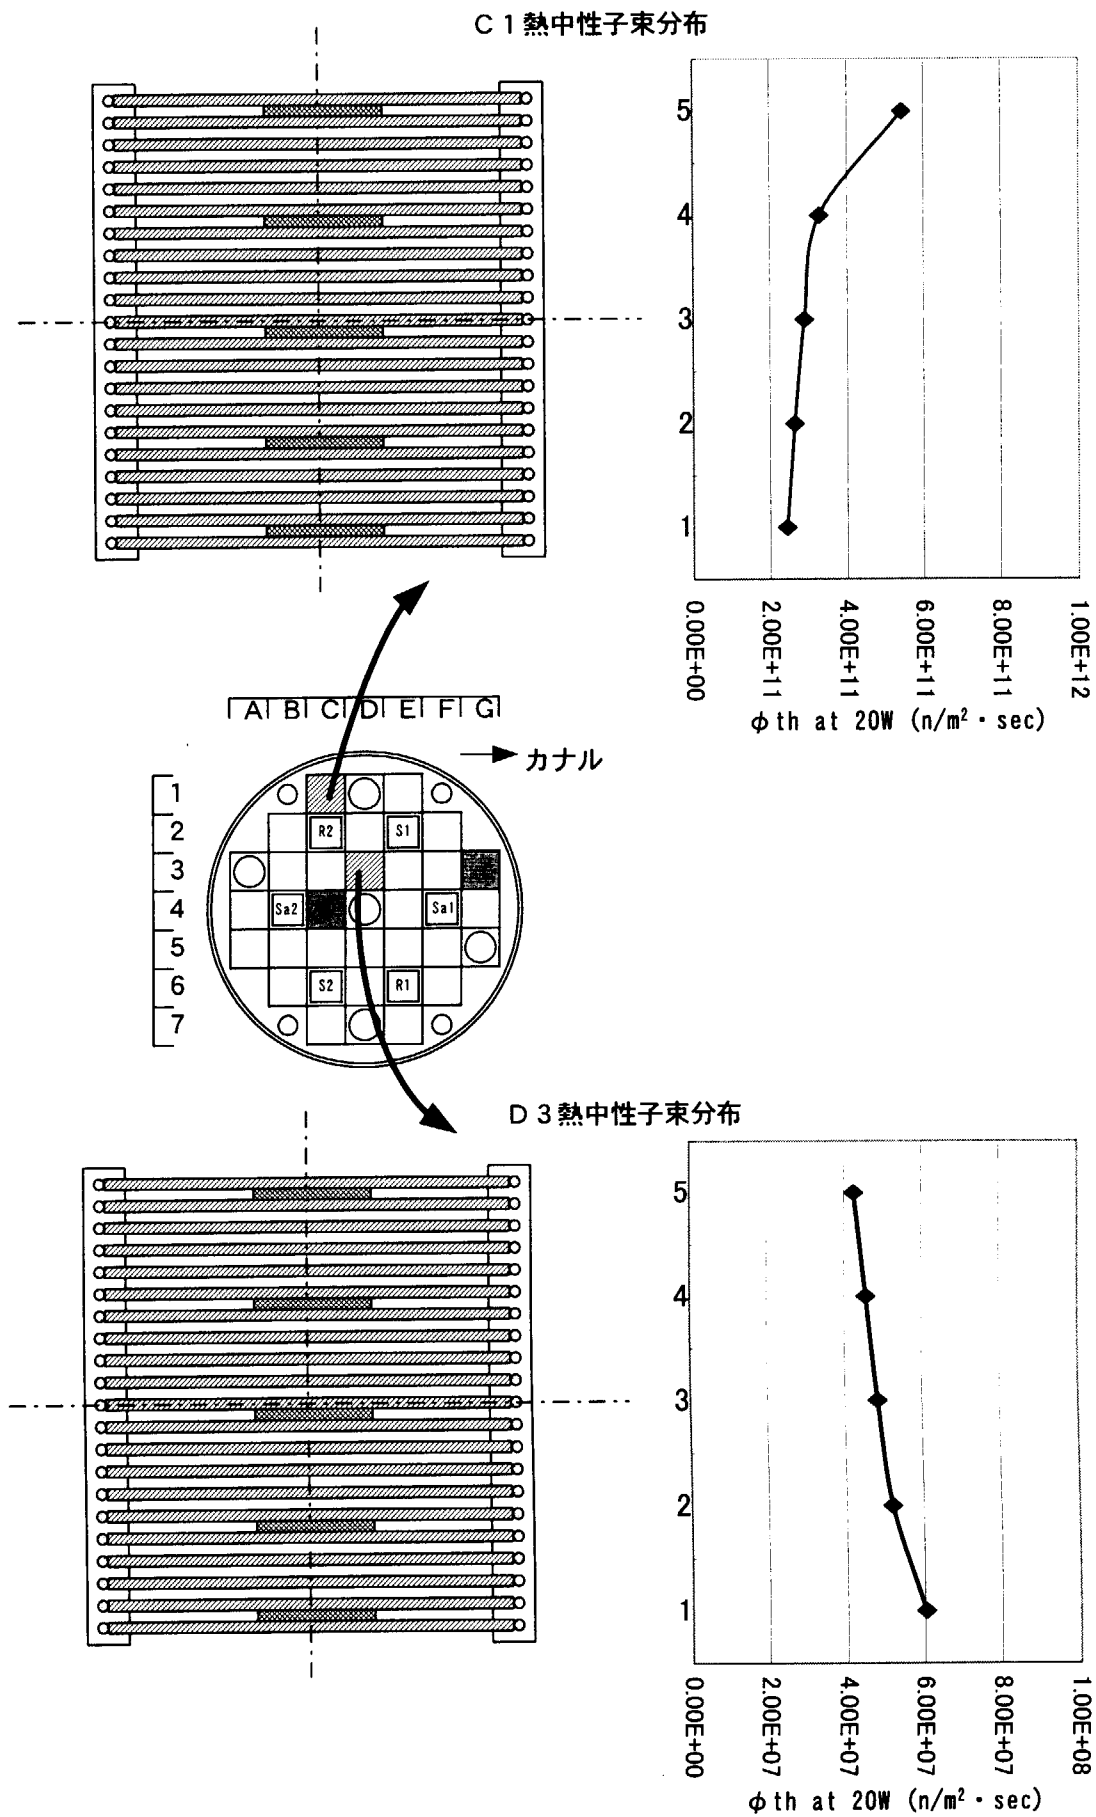 C1熱中性子束分布
5
4
3
2
1
0.00E+00
2.00E+11
4.00E+11
6.00E+11
8.00E+11
1.00E+12
φth at 20W (n/m²・sec)
A B C D E F G
→カナル
1
2
3
4
5
6
7
R2 S1
Sa2 Sa1
S2 R1
D3熱中性子束分布
5
4
3
2
1
0.00E+00
2.00E+07
4.00E+07
6.00E+07
8.00E+07
1.00E+08
φth at 20W (n/m²・sec)